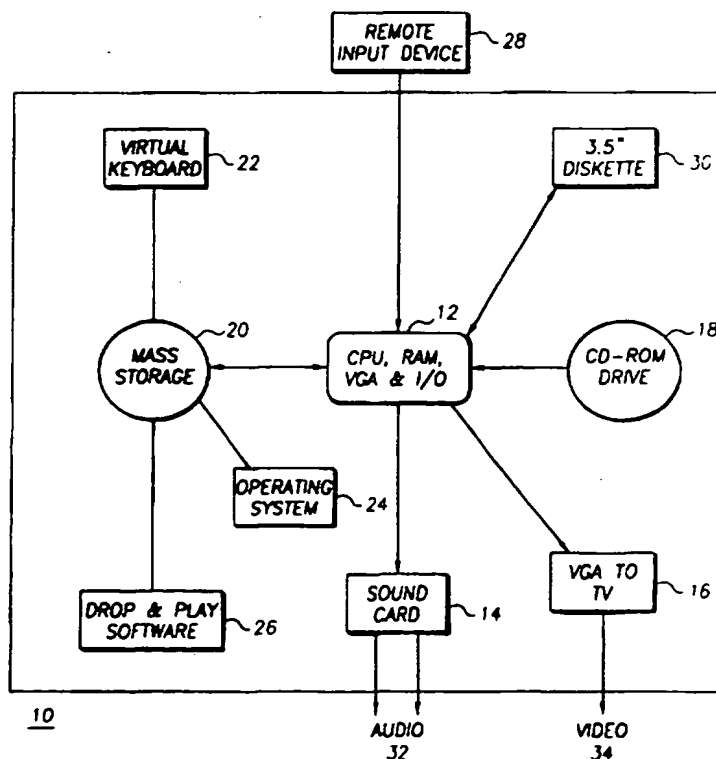 REMOTE
INPUT DEVICE
28
VIRTUAL
KEYBOARD
22
3.5"
DISKETTE
30
20
MASS
STORAGE
12
CPU, RAM,
VGA & I/O
18
CD-ROM
DRIVE
OPERATING
SYSTEM
24
DROP & PLAY
SOFTWARE
26
SOUND
CARD
14
VGA TO
TV
16
10
AUDIO
32
VIDEO
34